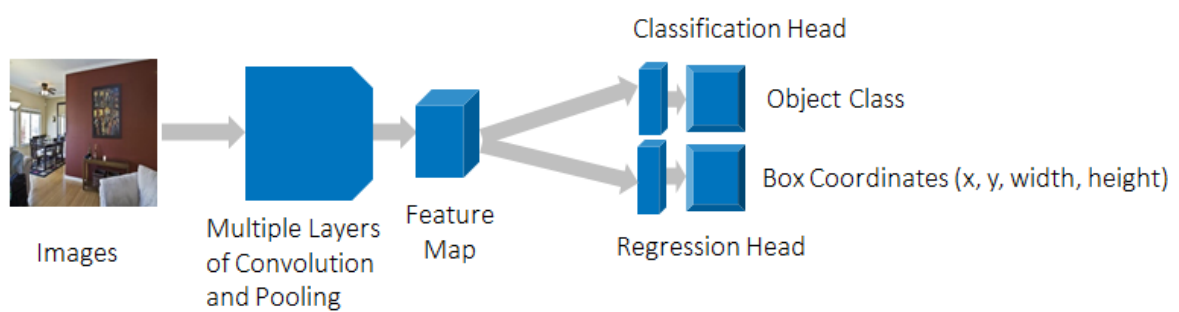 Classification Head
Object Class
Box Coordinates (x, y, width, height)
Regression Head
Feature
Map
Multiple Layers
of Convolution
and Pooling
Images